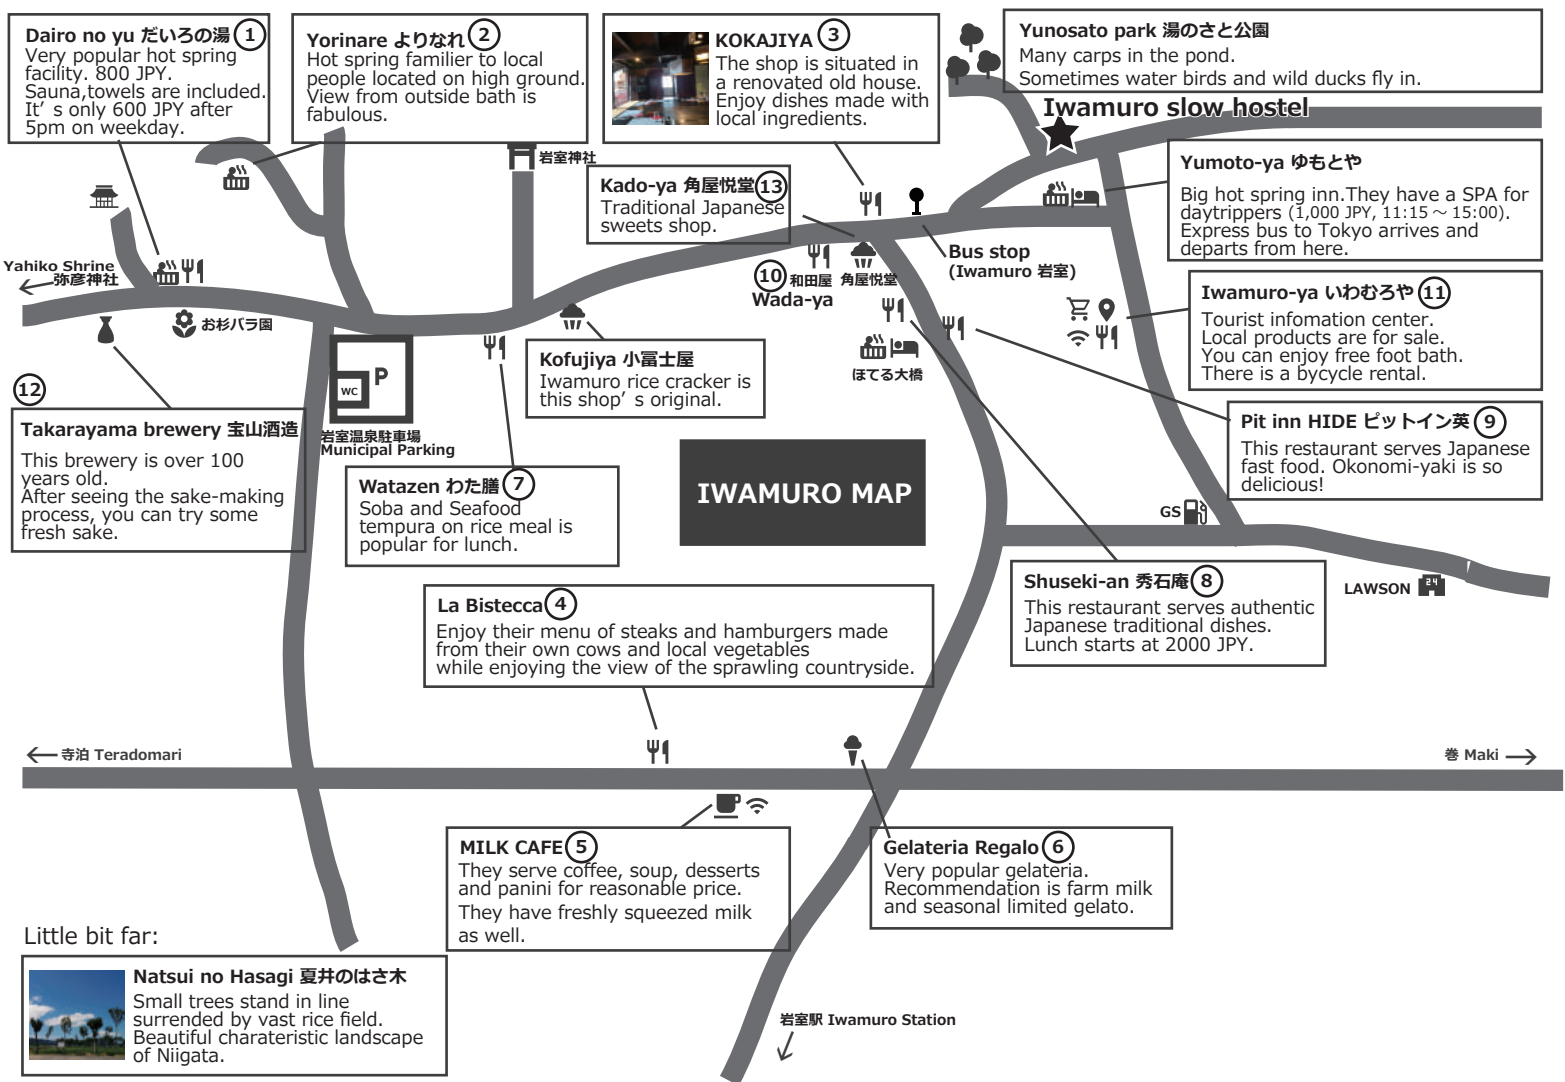 Dairo no yu だいろの湯 1
Very popular hot spring
facility. 800 JPY.
Sauna,towels are included.
It’s only 600 JPY after
5pm on weekday.
Yorinare よりなれ 2
Hot spring familier to local
people located on high ground.
View from outside bath is
fabulous.
KOKAJIYA 3
The shop is situated in
a renovated old house.
Enjoy dishes made with
local ingredients.
Yunosato park 湯のさと公園
Many carps in the pond.
Sometimes water birds and wild ducks fly in.
Iwamuro slow hostel
岩室神社
Kado-ya 角屋悦堂 13
Traditional Japanese
sweets shop.
Yumoto-ya ゆもとや
Big hot spring inn.They have a SPA for
daytrippers (1,000 JPY, 11:15～15:00).
Express bus to Tokyo arrives and
departs from here.
Bus stop
(Iwamuro 岩室)
Yahiko Shrine
弥彦神社
10 和田屋
Wada-ya
角屋悦堂
Iwamuro-ya いわむろや 11
Tourist infomation center.
Local products are for sale.
You can enjoy free foot bath.
There is a bycycle rental.
お杉バラ園
Kofujiya 小冨士屋
Iwamuro rice cracker is
this shop’s original.
ほてる大橋
12
Takarayama brewery 宝山酒造
This brewery is over 100
years old.
After seeing the sake-making
process, you can try some
fresh sake.
P
WC
岩室温泉駐車場
Municipal Parking
Pit inn HIDE ピットイン英 9
This restaurant serves Japanese
fast food. Okonomi-yaki is so
delicious!
Watazen わた膳 7
Soba and Seafood
tempura on rice meal is
popular for lunch.
IWAMURO MAP
GS
Shuseki-an 秀石庵 8
This restaurant serves authentic
Japanese traditional dishes.
Lunch starts at 2000 JPY.
LAWSON
24
La Bistecca 4
Enjoy their menu of steaks and hamburgers made
from their own cows and local vegetables
while enjoying the view of the sprawling countryside.
寺泊 Teradomari
巻 Maki
MILK CAFE 5
They serve coffee, soup, desserts
and panini for reasonable price.
They have freshly squeezed milk
as well.
Gelateria Regalo 6
Very popular gelateria.
Recommendation is farm milk
and seasonal limited gelato.
Little bit far:
Natsui no Hasagi 夏井のはさ木
Small trees stand in line
surrended by vast rice field.
Beautiful charateristic landscape
of Niigata.
岩室駅 Iwamuro Station